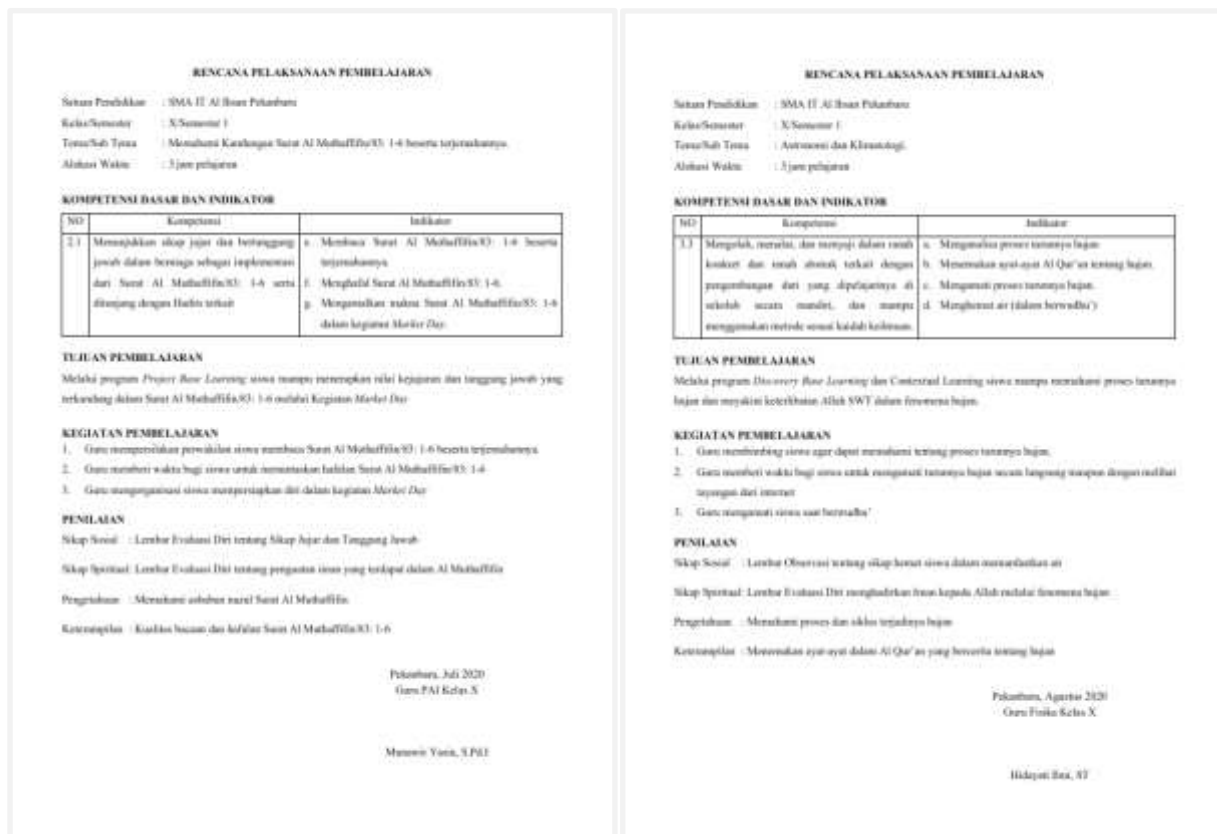 RENCANA PELAKSANAAN PEMBELAJARAN
Satuan Pendidikan : SMA IT Al Ihsan Pekanbaru
Kelas/Semester : X/Semester 1
Tema/Sub Tema : Memahami Kandungan Surat Al Muthaffifin/83: 1-6 beserta terjemahannya.
Alokasi Waktu : 3 jam pelajaran
KOMPETENSI DASAR DAN INDIKATOR
NO Kompetensi Indikator
2.1 Menunjukkan sikap jujur dan bertanggung e. Membaca Surat Al Muthaffifin/83: 1-6 beserta
jawab dalam berniaga sebagai implementasi terjemahannya.
dari Surat Al Muthaffifin/83: 1-6 serta f. Menghafal Surat Al Muthaffifin/83: 1-6.
ditunjang dengan Hadits terkait g. Mengamalkan makna Surat Al Muthaffifin/83: 1-6
dalam kegiatan Market Day.
TUJUAN PEMBELAJARAN
Melalui program Project Base Learning siswa mampu menerapkan nilai kejujuran dan tanggung jawab yang
terkandung dalam Surat Al Muthaffifin/83: 1-6 melalui Kegiatan Market Day
KEGIATAN PEMBELAJARAN
1. Guru mempersilakan perwakilan siswa membaca Surat Al Muthaffifin/83: 1-6 beserta terjemahannya.
2. Guru memberi waktu bagi siswa untuk menuntaskan hafalan Surat Al Muthaffifin/83: 1-6
3. Guru mengorganisasi siswa mempersiapkan diri dalam kegiatan Market Day
PENILAIAN
Sikap Sosial : Lembar Evaluasi Diri tentang Sikap Jujur dan Tanggung Jawab
Sikap Spiritual: Lembar Evaluasi Diri tentang penguatan iman yang terdapat dalam Al Muthaffifin
Pengetahuan : Memahami asbabun nuzul Surat Al Muthaffifin
Keterampilan : Kualitas bacaan dan hafalan Surat Al Muthaffifin/83: 1-6
Pekanbaru, Juli 2020
Guru PAI Kelas X
S.Pd.I
RENCANA PELAKSANAAN PEMBELAJARAN
Satuan Pendidikan : SMA IT Al Ihsan Pekanbaru
Kelas/Semester : X/Semester 1
Tema/Sub Tema : Astronomi dan Klimatologi.
Alokasi Waktu : 3 jam pelajaran
KOMPETENSI DASAR DAN INDIKATOR
NO Kompetensi Indikator
3.3 Mengolah, menalar, dan menyaji dalam ranah a. Menganalisa proses turunnya hujan
konkret dan ranah abstrak terkait dengan b. Menemukan ayat-ayat Al Qur'an tentang hujan.
pengembangan dari yang dipelajarinya di c. Mengamati proses turunnya hujan.
sekolah secara mandiri, dan mampu d. Menghemat air (dalam berwudhu')
menggunakan metode sesuai kaidah keilmuan.
TUJUAN PEMBELAJARAN
Melalui program Discovery Base Learning dan Contextual Learning siswa mampu memahami proses turunnya
hujan dan meyakini keterlibatan Allah SWT dalam fenomena hujan.
KEGIATAN PEMBELAJARAN
1. Guru membimbing siswa agar dapat memahami tentang proses turunnya hujan.
2. Guru memberi waktu bagi siswa untuk mengamati turunnya hujan secara langsung maupun dengan melihat
tayangan dari internet
3. Guru mengamati siswa saat berwudhu'
PENILAIAN
Sikap Sosial : Lembar Observasi tentang sikap hemat siswa dalam memanfaatkan air
Sikap Spiritual: Lembar Evaluasi Diri menghadirkan Iman kepada Allah melalui fenomena hujan
Pengetahuan : Memahami proses dan siklus terjadinya hujan
Keterampilan : Menemukan ayat-ayat dalam Al Qur'an yang bercerita tentang hujan
Pekanbaru, Agustus 2020
Guru Fisika Kelas X
Hidayati ST